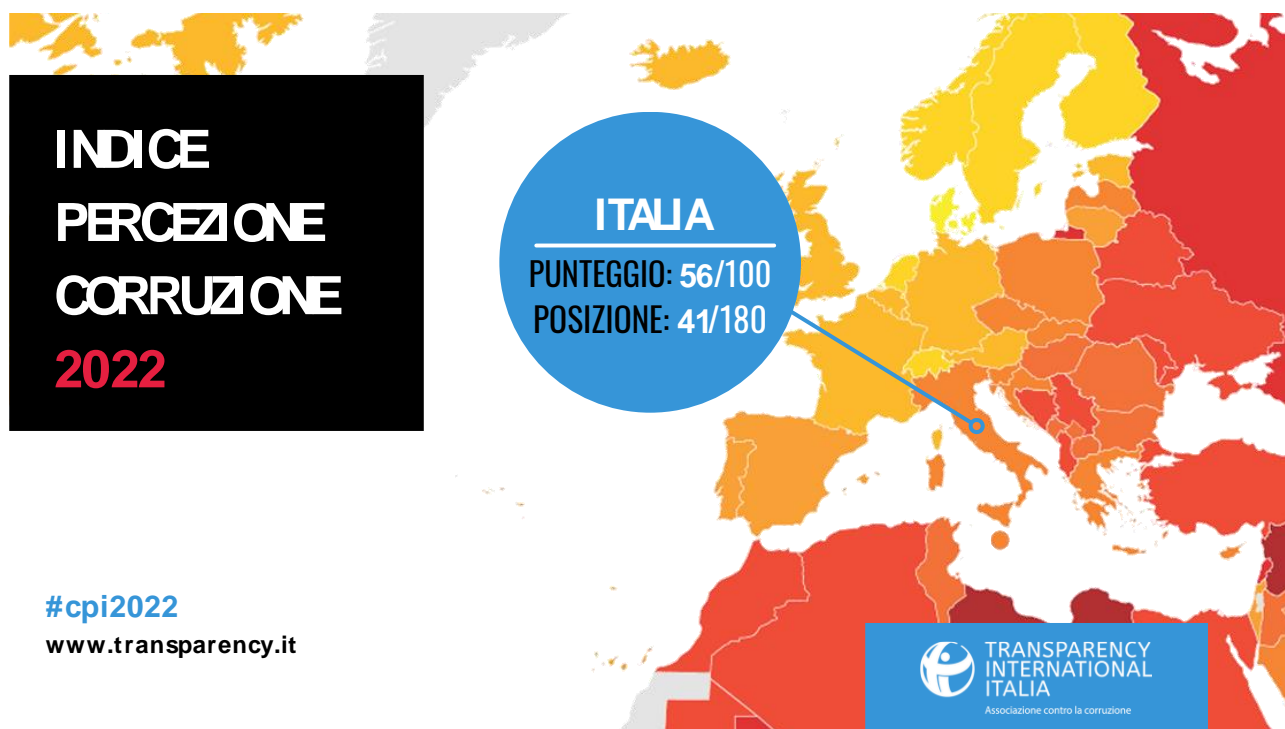 INDICE
PERCEZIONE
CORRUZIONE
2022
ITALIA
PUNTEGGIO: 56/100
POSIZIONE: 41/180
#cpi2022
www.transparency.it
TRANSPARENCY
INTERNATIONAL
ITALIA
Associazione contro la corruzione